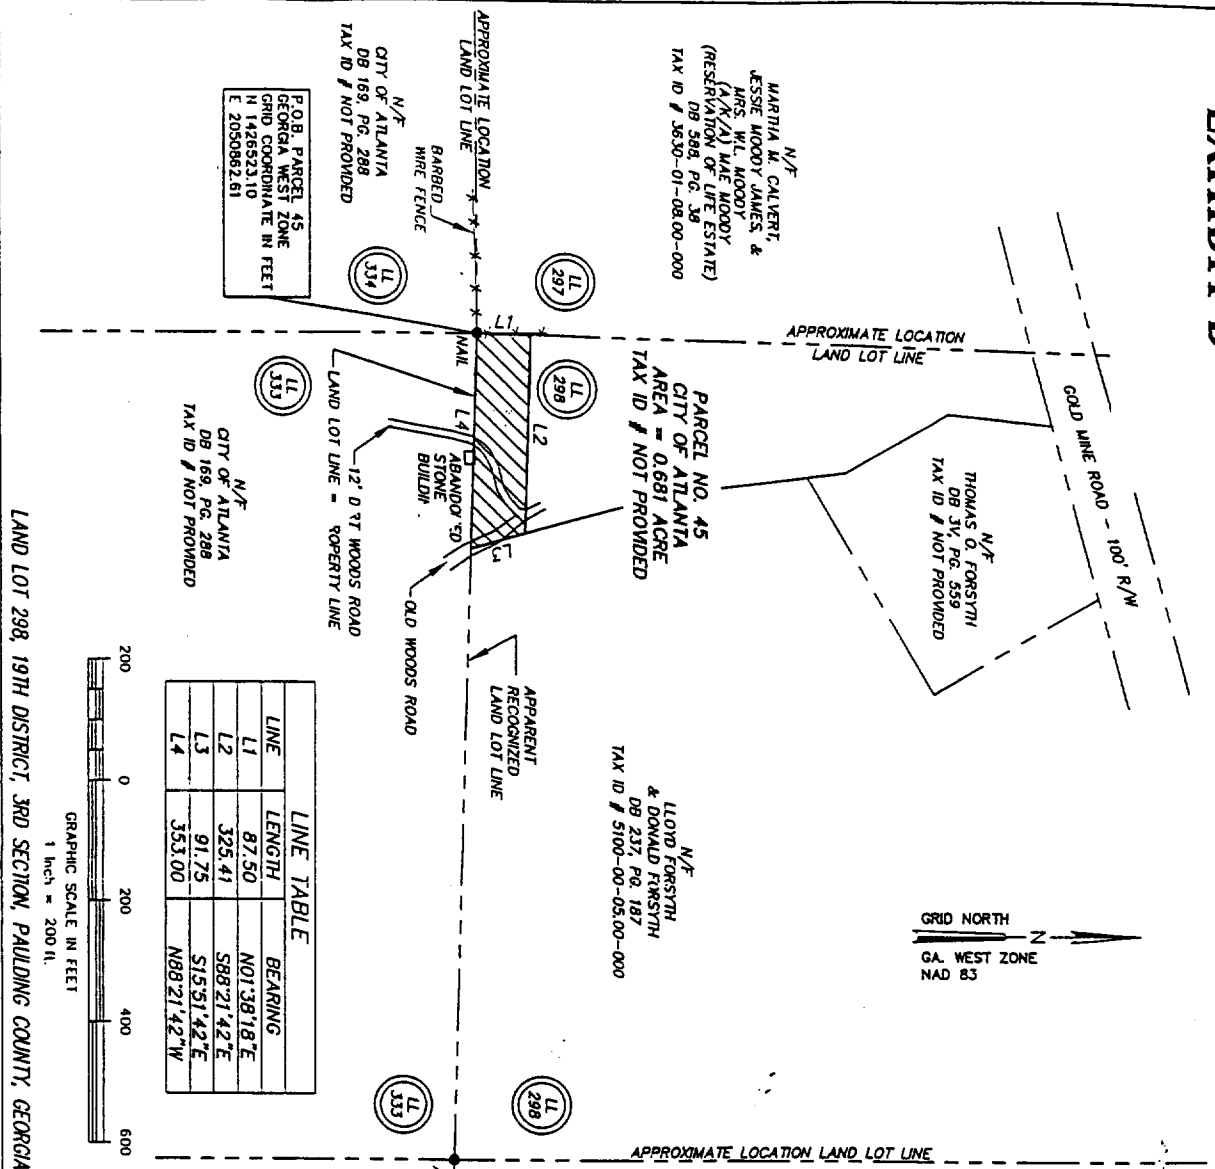 N/F
MARTHA M. CALVERT,
JESSIE MOODY JAMES, &
MRS. W.L. MOODY
(A/K/A) MAE MOODY
(RESERVATION OF LIFE ESTATE)
DB 588, PG. 38
TAX ID # 3630-01-08.00-000
APPROXIMATE LOCATION
LAND LOT LINE
N/F
CITY OF ATLANTA
DB 169, PG. 288
TAX ID # NOT PROVIDED
BARBED
WIRE FENCE
P.O.B. PARCEL 45
GEORGIA WEST ZONE
GRID COORDINATE IN FEET
N 1426523.10
E 2050862.61
LL
334
LL
297
L1
NAIL
APPROXIMATE LOCATION
LAND LOT LINE
GOLD MINE ROAD - 100' R/W
LL
298
LL
333
L2
L4
L3
PARCEL NO. 45
CITY OF ATLANTA
AREA = 0.681 ACRE
TAX ID # NOT PROVIDED
N/F
THOMAS O. FORSYTH
DB 3V, PG. 559
TAX ID # NOT PROVIDED
ABANDO ED
STONE
BUILDI
12' D RT WOODS ROAD
LAND LOT LINE = ROPERTY LINE
OLD WOODS ROAD
N/F
CITY OF ATLANTA
DB 169, PG. 288
TAX ID # NOT PROVIDED
APPARENT
RECOGNIZED
LAND LOT LINE
N/F
LLOYD FORSYTH
& DONALD FORSYTH
DB 237, PG. 187
TAX ID # 5100-00-05.00-000
GRID NORTH
N
GA. WEST ZONE
NAD 83
LINE TABLE
LINE LENGTH BEARING
L1 87.50 N01°38'18"E
L2 325.41 S88°21'42"E
L3 91.75 S15°51'42"E
L4 353.00 N88°21'42"W
LL
333
LL
298
APPROXIMATE LOCATION LAND LOT LINE
200 0 200 400 600
GRAPHIC SCALE IN FEET
1 Inch = 200 ft.
LAND LOT 298, 19TH DISTRICT, 3RD SECTION, PAULDING COUNTY, GEORGIA